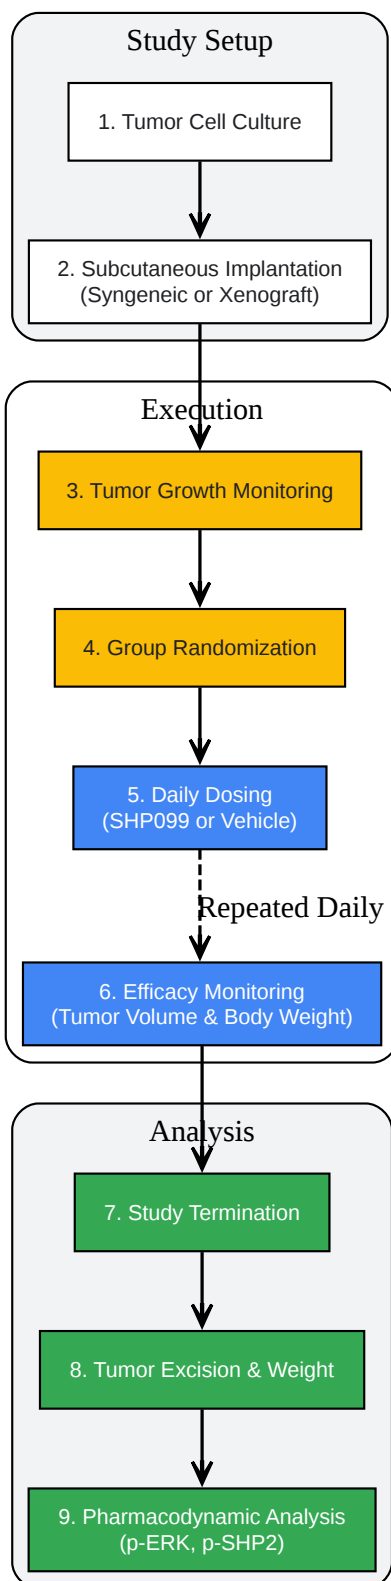 Study Setup
1. Tumor Cell Culture
2. Subcutaneous Implantation
(Syngeneic or Xenograft)
Execution
3. Tumor Growth Monitoring
4. Group Randomization
5. Daily Dosing
(SHP099 or Vehicle)
Repeated Daily
6. Efficacy Monitoring
(Tumor Volume & Body Weight)
Analysis
7. Study Termination
8. Tumor Excision & Weight
9. Pharmacodynamic Analysis
(p-ERK, p-SHP2)